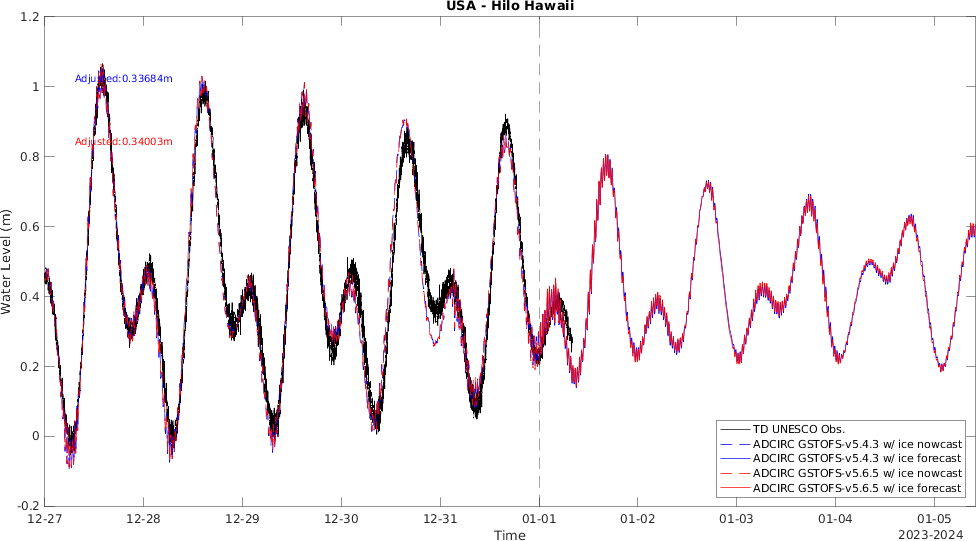 USA - Hilo Hawaii
1.2
1
0.8
0.6
0.4
0.2
0
-0.2
Water Level (m)
Adjusted:0.33684m
Adjusted:0.34003m
TD UNESCO Obs.
ADCIRC GSTOFS-v5.4.3 w/ ice nowcast
ADCIRC GSTOFS-v5.4.3 w/ ice forecast
ADCIRC GSTOFS-v5.6.5 w/ ice nowcast
ADCIRC GSTOFS-v5.6.5 w/ ice forecast
12-27 12-28 12-29 12-30 12-31 01-01 01-02 01-03 01-04 01-05
Time
2023-2024